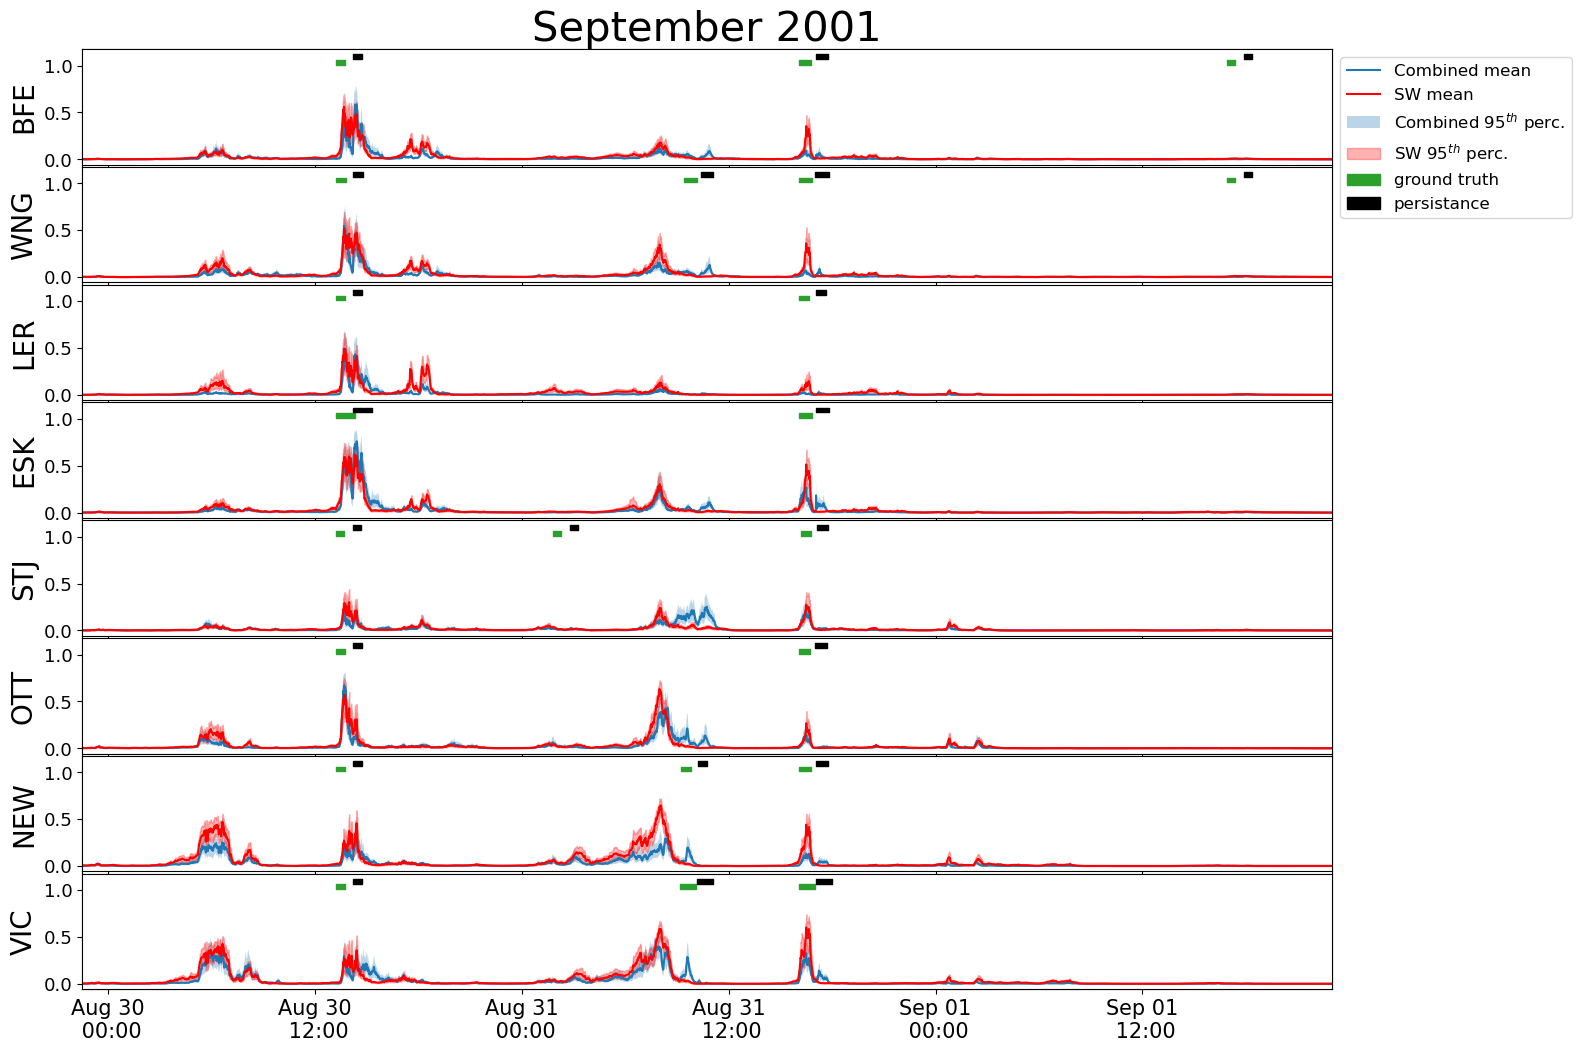 September 2001
BFE
1.0
0.5
0.0
WNG
1.0
0.5
0.0
LER
1.0
0.5
0.0
ESK
1.0
0.5
0.0
STJ
1.0
0.5
0.0
OTT
1.0
0.5
0.0
NEW
1.0
0.5
0.0
VIC
1.0
0.5
0.0
Aug 30
00:00
Aug 30
12:00
Aug 31
00:00
Aug 31
12:00
Sep 01
00:00
Sep 01
12:00
Combined mean
SW mean
Combined 95th perc.
SW 95th perc.
ground truth
persistance